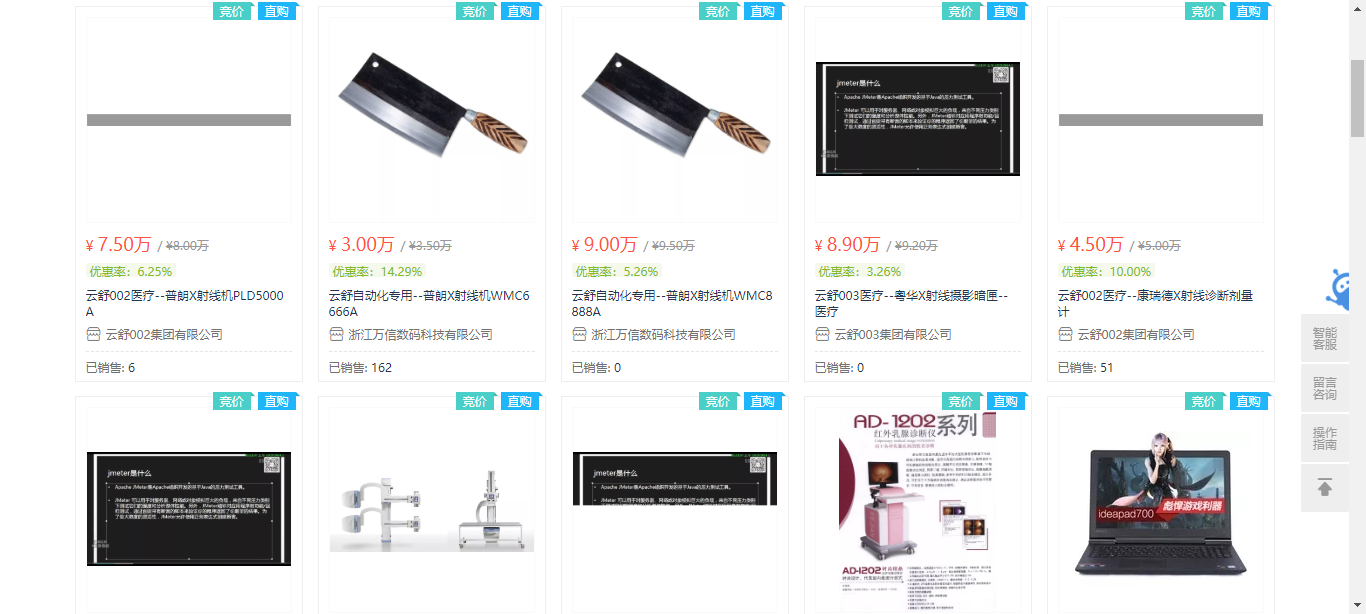 竞价 直购
竞价 直购
竞价 直购
竞价 直购
竞价 直购
jmeter是什么
¥ 7.50万 / ¥8.00万
优惠率：6.25%
云舒002医疗--普朗X射线机PLD5000
A
云舒002集团有限公司
已销售: 6
¥ 3.00万 / ¥3.50万
优惠率：14.29%
云舒自动化专用--普朗X射线机WMC6
666A
浙江万信数码科技有限公司
已销售: 162
¥ 9.00万 / ¥9.50万
优惠率：5.26%
云舒自动化专用--普朗X射线机WMC8
888A
浙江万信数码科技有限公司
已销售: 0
¥ 8.90万 / ¥9.20万
优惠率：3.26%
云舒003医疗--粤华X射线摄影暗匣--
医疗
云舒003集团有限公司
已销售: 0
¥ 4.50万 / ¥5.00万
优惠率：10.00%
云舒002医疗--康瑞德X射线诊断剂量
计
云舒002集团有限公司
已销售: 51
竞价 直购
竞价 直购
竞价 直购
竞价 直购
竞价 直购
jmeter是什么
jmeter是什么
AD-1202系列
红外乳腺诊断仪
AD-1202
ideapad700
彪悍游戏利器
智能
客服
留言
咨询
操作
指南